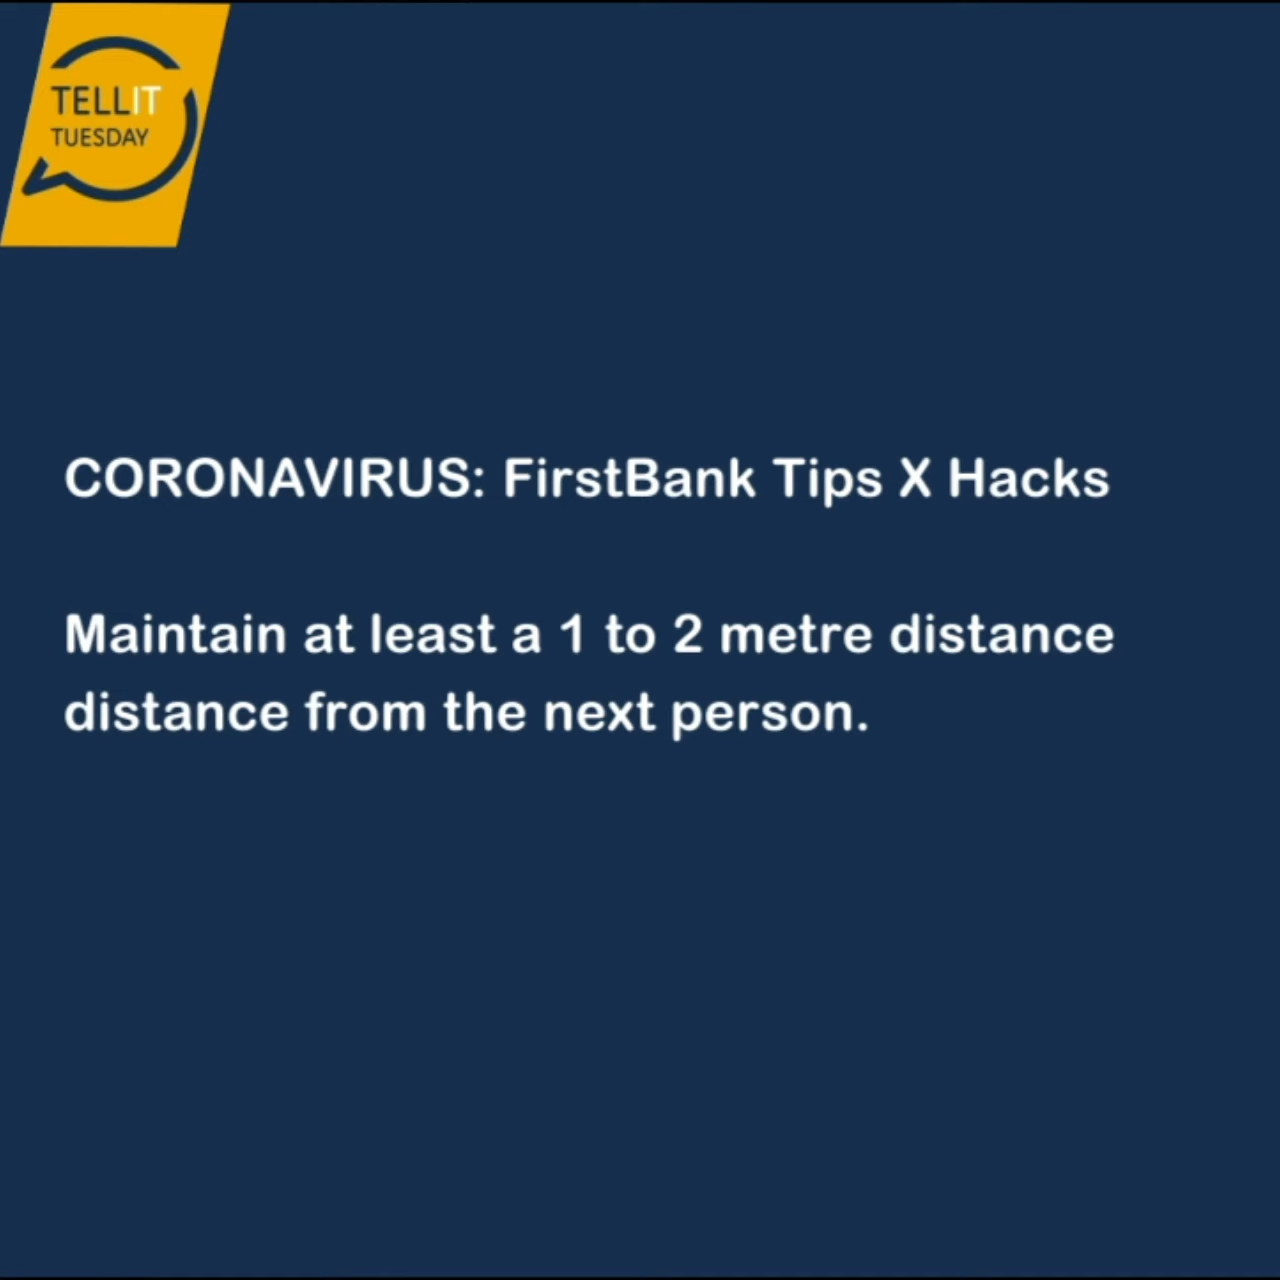 TELLIT
TUESDAY
CORONAVIRUS: FirstBank Tips X Hacks
Maintain at least a 1 to 2 metre distance
distance from the next person.